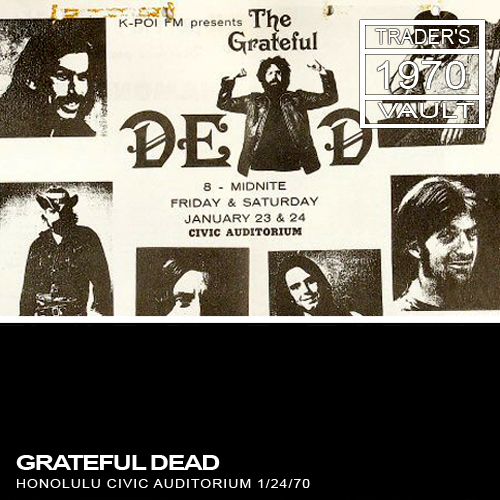 K-POI FM presents The
Grateful
DEAD
8 - MIDNITE
FRIDAY & SATURDAY
JANUARY 23 & 24
CIVIC AUDITORIUM
TRADER'S
1970
VAULT
GRATEFUL DEAD
HONOLULU CIVIC AUDITORIUM 1/24/70